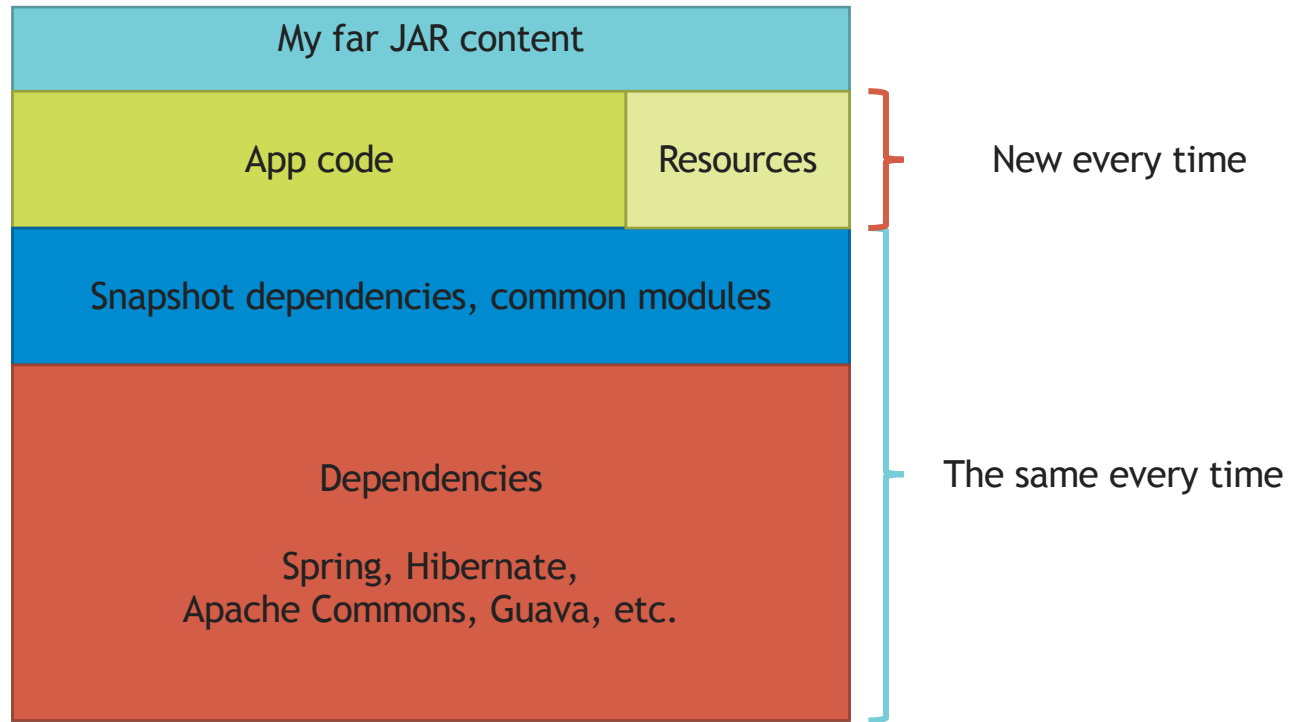 My far JAR content
App code
Resources
New every time
Snapshot dependencies, common modules
Dependencies
The same every time
Spring, Hibernate,
Apache Commons, Guava, etc.